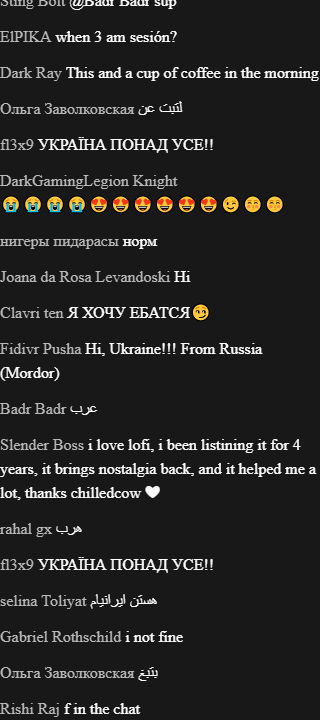 Sting Bolt @Badr Badr sup
ElPIKA when 3 am sesión?
Dark Ray This and a cup of coffee in the morning
Ольга Заволковская لتبت عن
fl3x9 УКРАЇНА ПОНАД УСЕ!!
DarkGamingLegion Knight
😭😭😭😭😍😍😍😍😍😍😉😊😊
нигеры пидарасы норм
Joana da Rosa Levandoski Hi
Clavri ten Я ХОЧУ ЕБАТСЯ😏
Fidivr Pusha Hi, Ukraine!!! From Russia
(Mordor)
Badr Badr عرب
Slender Boss i love lofi, i been listining it for 4
years, it brings nostalgia back, and it helped me a
lot, thanks chilledcow 🤍
rahal gx هرب
fl3x9 УКРАЇНА ПОНАД УСЕ!!
selina Toliyat هستن ایرانیام
Gabriel Rothschild i not fine
Ольга Заволковская بتبغ
Rishi Raj f in the chat